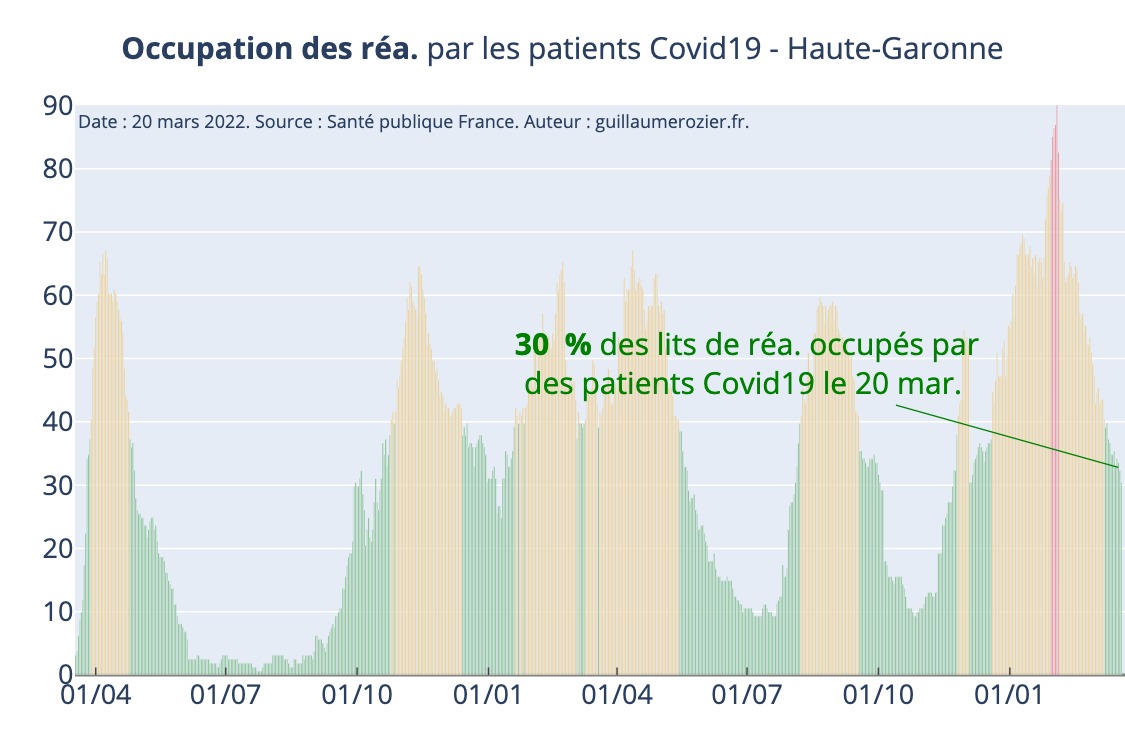 Occupation des réa. par les patients Covid19 - Haute-Garonne
90
Date : 20 mars 2022. Source : Santé publique France. Auteur : guillaumerozier.fr.
80
70
60
30 % des lits de réa. occupés par
50
des patients Covid19 le 20 mar.
40
30
20
10
0
01/04 01/07 01/10 01/01 01/04 01/07 01/10 01/01